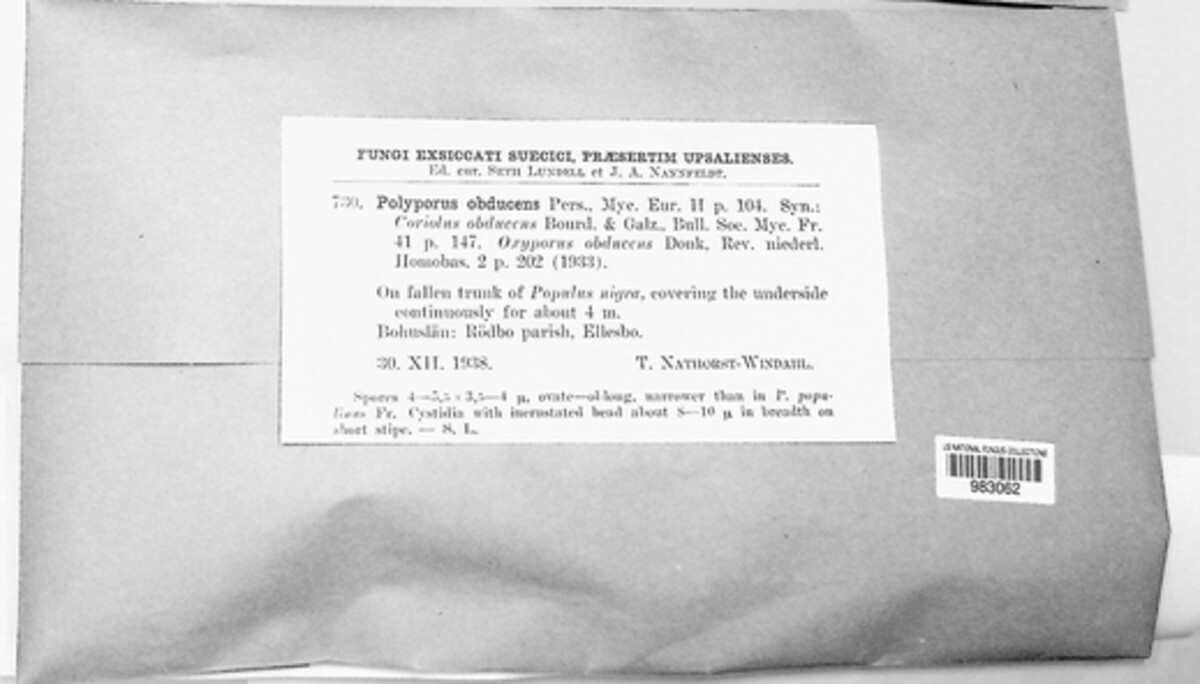 FUNGI EXSICCATI SUECICI, PRÆSERTIM UPSALIENSES.
Ed. cur. SETH LUNDELL et J. A. NANNFELDT.
730. Polyporus obducens Pers., Myc. Eur. II p. 104. Syn.:
Coriolus obducens Bourd. & Galz., Bull. Soc. Myc. Fr.
41 p. 147. Oxyporus obducens Donk, Rev. niederl.
Homobas. 2 p. 202 (1933).
On fallen trunk of Populus nigra, covering the underside
continuously for about 4 m.
Bohuslän: Rödbo parish, Ellesbo.
30. XII. 1938. T. NATHORST-WINDAHL.
Spores 4—5,5 × 3,5—4 µ, ovate—oblong, narrower than in P. popu-
linus Fr. Cystidia with incrustated head about 8—10 µ in breadth on
short stipe. — S. L.
US NATIONAL FUNGUS COLLECTIONS
983062